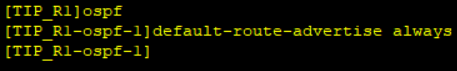 [TIP_R1]ospf
[TIP_R1-ospf-1]default-route-advertise always
[TIP_R1-ospf-1]